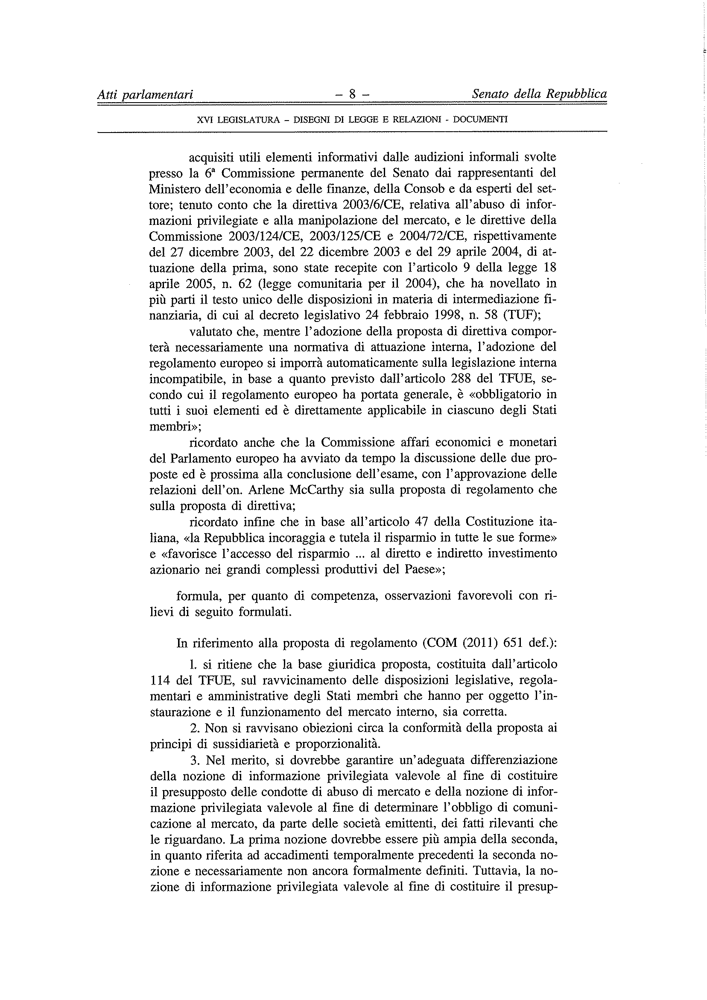 Atti parlamentari – 8 – Senato della Repubblica
XVI LEGISLATURA – DISEGNI DI LEGGE E RELAZIONI - DOCUMENTI
acquisiti utili elementi informativi dalle audizioni informali svolte
presso la 6ª Commissione permanente del Senato dai rappresentanti del
Ministero dell'economia e delle finanze, della Consob e da esperti del set-
tore; tenuto conto che la direttiva 2003/6/CE, relativa all'abuso di infor-
mazioni privilegiate e alla manipolazione del mercato, e le direttive della
Commissione 2003/124/CE, 2003/125/CE e 2004/72/CE, rispettivamente
del 27 dicembre 2003, del 22 dicembre 2003 e del 29 aprile 2004, di at-
tuazione della prima, sono state recepite con l'articolo 9 della legge 18
aprile 2005, n. 62 (legge comunitaria per il 2004), che ha novellato in
più parti il testo unico delle disposizioni in materia di intermediazione fi-
nanziaria, di cui al decreto legislativo 24 febbraio 1998, n. 58 (TUF);
valutato che, mentre l'adozione della proposta di direttiva compor-
terà necessariamente una normativa di attuazione interna, l'adozione del
regolamento europeo si imporrà automaticamente sulla legislazione interna
incompatibile, in base a quanto previsto dall'articolo 288 del TFUE, se-
condo cui il regolamento europeo ha portata generale, è «obbligatorio in
tutti i suoi elementi ed è direttamente applicabile in ciascuno degli Stati
membri»;
ricordato anche che la Commissione affari economici e monetari
del Parlamento europeo ha avviato da tempo la discussione delle due pro-
poste ed è prossima alla conclusione dell'esame, con l'approvazione delle
relazioni dell'on. Arlene McCarthy sia sulla proposta di regolamento che
sulla proposta di direttiva;
ricordato infine che in base all'articolo 47 della Costituzione ita-
liana, «la Repubblica incoraggia e tutela il risparmio in tutte le sue forme»
e «favorisce l'accesso del risparmio ... al diretto e indiretto investimento
azionario nei grandi complessi produttivi del Paese»;
formula, per quanto di competenza, osservazioni favorevoli con ri-
lievi di seguito formulati.
In riferimento alla proposta di regolamento (COM (2011) 651 def.):
1. si ritiene che la base giuridica proposta, costituita dall'articolo
114 del TFUE, sul ravvicinamento delle disposizioni legislative, regola-
mentari e amministrative degli Stati membri che hanno per oggetto l'in-
staurazione e il funzionamento del mercato interno, sia corretta.
2. Non si ravvisano obiezioni circa la conformità della proposta ai
principi di sussidiarietà e proporzionalità.
3. Nel merito, si dovrebbe garantire un'adeguata differenziazione
della nozione di informazione privilegiata valevole al fine di costituire
il presupposto delle condotte di abuso di mercato e della nozione di infor-
mazione privilegiata valevole al fine di determinare l'obbligo di comuni-
cazione al mercato, da parte delle società emittenti, dei fatti rilevanti che
le riguardano. La prima nozione dovrebbe essere più ampia della seconda,
in quanto riferita ad accadimenti temporalmente precedenti la seconda no-
zione e necessariamente non ancora formalmente definiti. Tuttavia, la no-
zione di informazione privilegiata valevole al fine di costituire il presup-